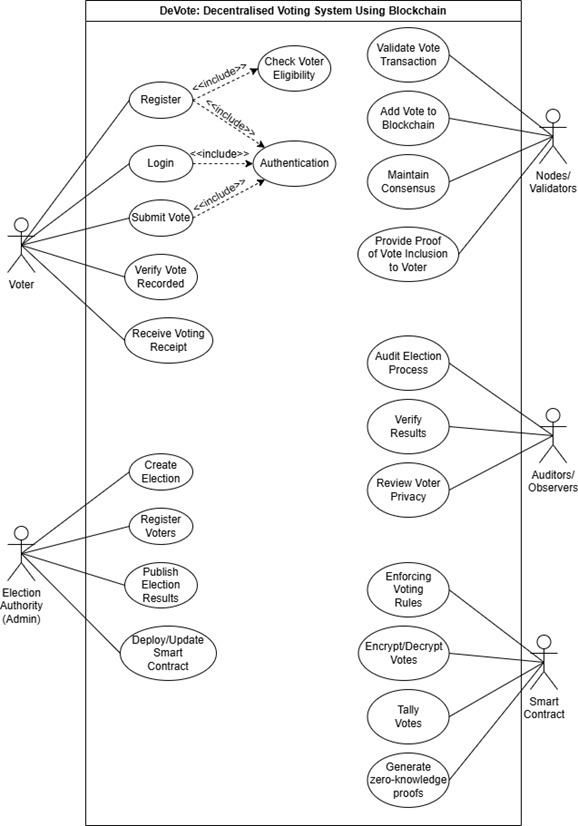 DeVote: Decentralised Voting System Using Blockchain
Register
Login
Submit Vote
Verify Vote
Recorded
Receive Voting
Receipt
<<include>>
<<include>>
<<include>>
<<include>>
Check Voter
Eligibility
Authentication
Voter
Create
Election
Register
Voters
Publish
Election
Results
Deploy/Update
Smart
Contract
Election
Authority
(Admin)
Validate Vote
Transaction
Add Vote to
Blockchain
Maintain
Consensus
Provide Proof
of Vote Inclusion
to Voter
Nodes/
Validators
Audit Election
Process
Verify
Results
Review Voter
Privacy
Auditors/
Observers
Enforcing
Voting
Rules
Encrypt/Decrypt
Votes
Tally
Votes
Generate
zero-knowledge
proofs
Smart
Contract